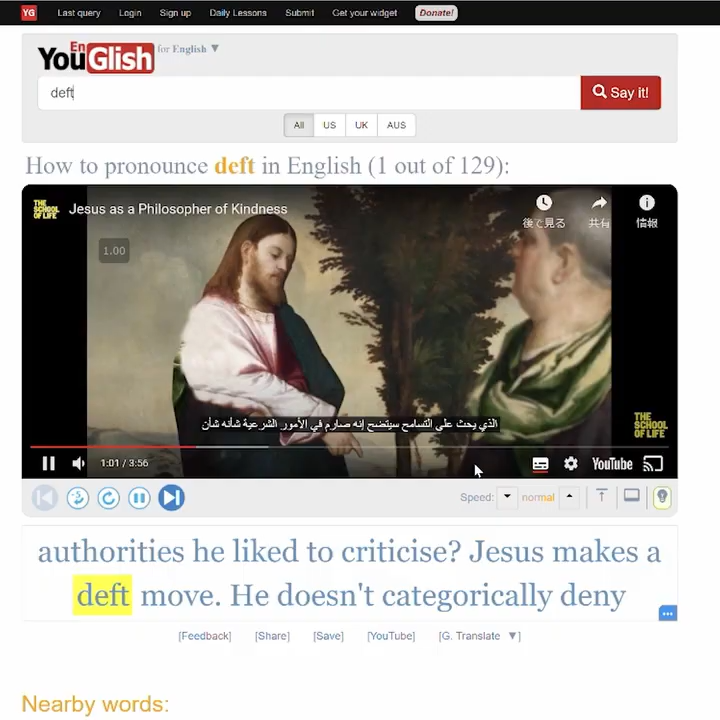 YG Last query Login Sign up Daily Lessons Submit Get your widget Donate!
YouGlish En for English ▼
deft Say it!
All US UK AUS
How to pronounce deft in English (1 out of 129):
THE SCHOOL OF LIFE Jesus as a Philosopher of Kindness
後で見る 共有 情報
1.00
الذي يحث على التسامح سيتضح إنه صارم في الأمور الشرعية شأنه شأن
THE SCHOOL OF LIFE
1:01 / 3:56 YouTube
Speed: normal
authorities he liked to criticise? Jesus makes a
deft move. He doesn't categorically deny
[Feedback] [Share] [Save] [YouTube] [G. Translate ▼]
Nearby words: